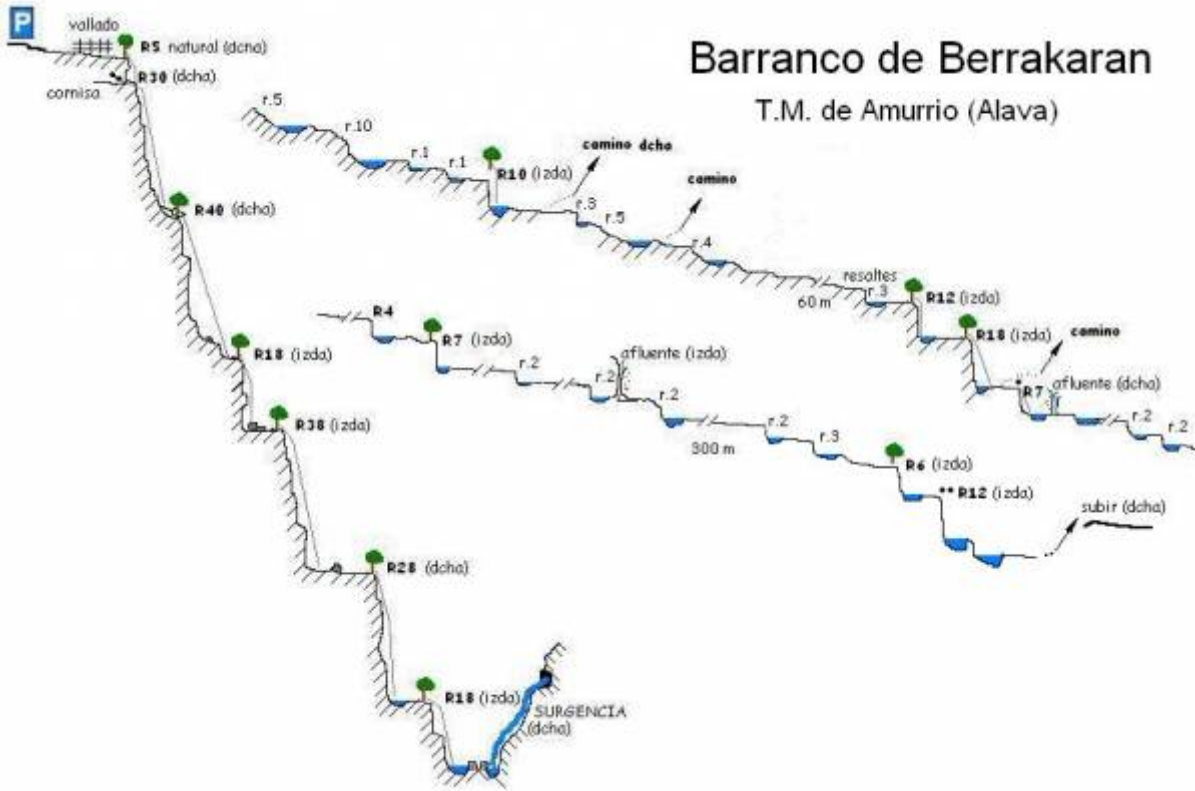 P
vallado
R5 natural (dcha)
R30 (dcha)
cornisa
R40 (dcha)
R18 (izda)
R38 (izda)
R28 (dcha)
R18 (izda)
SURGENCIA
(dcha)
Barranco de Berrakaran
T.M. de Amurrio (Alava)
r.5
r.10
r.1
r.1
R10 (izda)
camino dcha
r.3
r.5
camino
r.4
60 m
resaltes
r.3
R12 (izda)
R18 (izda)
camino
R7
afluente (dcha)
r.2
r.2
R4
R7 (izda)
r.2
r.2
afluente (izda)
r.2
300 m
r.2
r.3
R6 (izda)
R12 (izda)
subir (dcha)